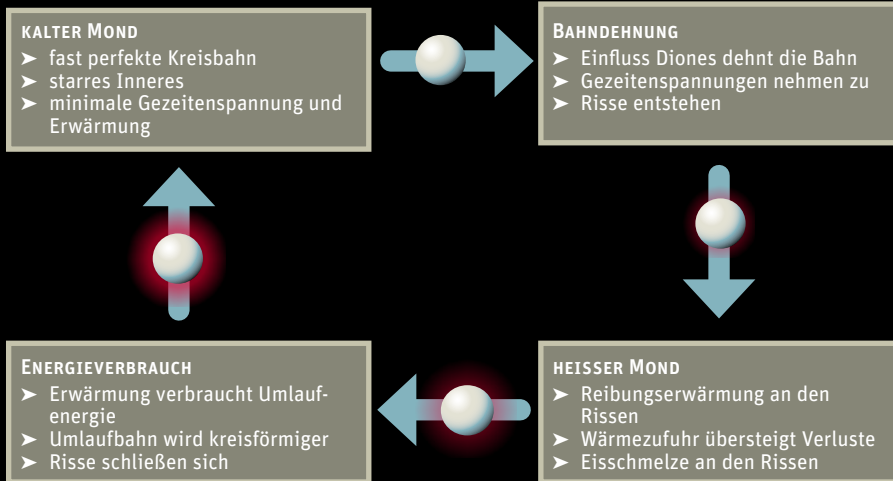 KALTER MOND
➤ fast perfekte Kreisbahn
➤ starres Inneres
➤ minimale Gezeitenspannung und
Erwärmung
BAHNDEHNUNG
➤ Einfluss Diones dehnt die Bahn
➤ Gezeitenspannungen nehmen zu
➤ Risse entstehen
ENERGIEVERBRAUCH
➤ Erwärmung verbraucht Umlauf-
energie
➤ Umlaufbahn wird kreisförmiger
➤ Risse schließen sich
HEISSER MOND
➤ Reibungserwärmung an den
Rissen
➤ Wärmezufuhr übersteigt Verluste
➤ Eisschmelze an den Rissen